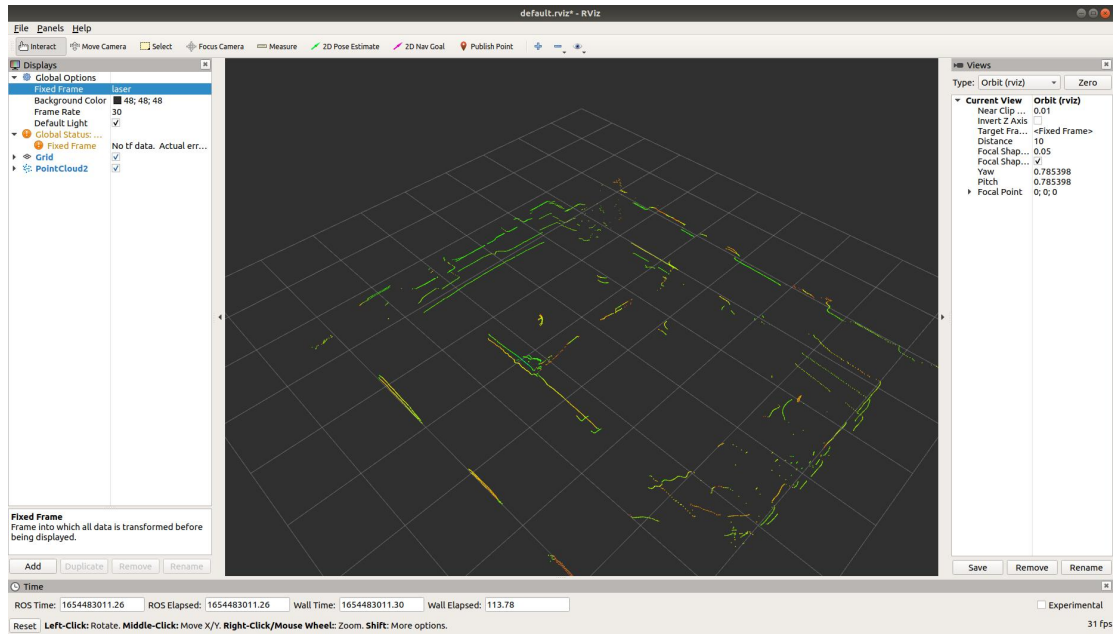 default.rviz* - RViz
File Panels Help
Interact Move Camera Select Focus Camera Measure 2D Pose Estimate 2D Nav Goal Publish Point
Displays
Global Options
Fixed Frame laser
Background Color 48; 48; 48
Frame Rate 30
Default Light
Global Status: ...
Fixed Frame No tf data. Actual err...
Grid
PointCloud2
Fixed Frame
Frame into which all data is transformed before
being displayed.
Add Duplicate Remove Rename
Views
Type: Orbit (rviz) Zero
Current View Orbit (rviz)
Near Clip ... 0.01
Invert Z Axis
Target Fra... <Fixed Frame>
Distance 10
Focal Shap... 0.05
Focal Shap...
Yaw 0.785398
Pitch 0.785398
Focal Point 0; 0; 0
Save Remove Rename
Time
ROS Time: 1654483011.26 ROS Elapsed: 1654483011.26 Wall Time: 1654483011.30 Wall Elapsed: 113.78 Experimental
Reset Left-Click: Rotate. Middle-Click: Move X/Y. Right-Click/Mouse Wheel:: Zoom. Shift: More options. 31 fps